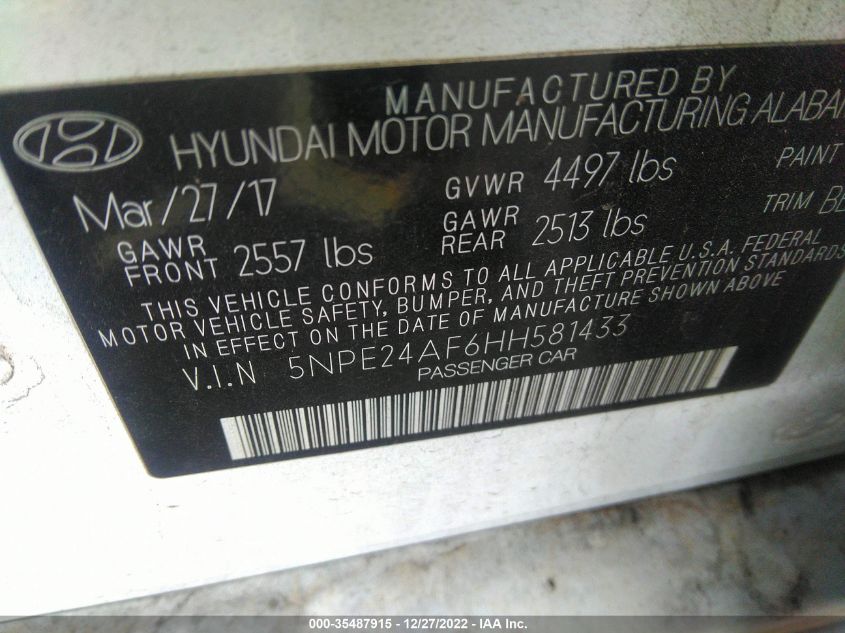 MANUFACTURED BY
HYUNDAI MOTOR MANUFACTURING
Mar/27/17
GVWR 4497 lbs
PAINT
GAWR FRONT 2557 lbs
GAWR REAR 2513 lbs
TRIM
THIS VEHICLE CONFORMS TO ALL APPLICABLE U.S.A. FEDERAL
MOTOR VEHICLE SAFETY, BUMPER, AND THEFT PREVENTION STANDARDS
IN EFFECT ON THE DATE OF MANUFACTURE SHOWN ABOVE
V.I.N 5NPE24AF6HH581433
PASSENGER CAR
000-35487915 - 12/27/2022 - IAA Inc.